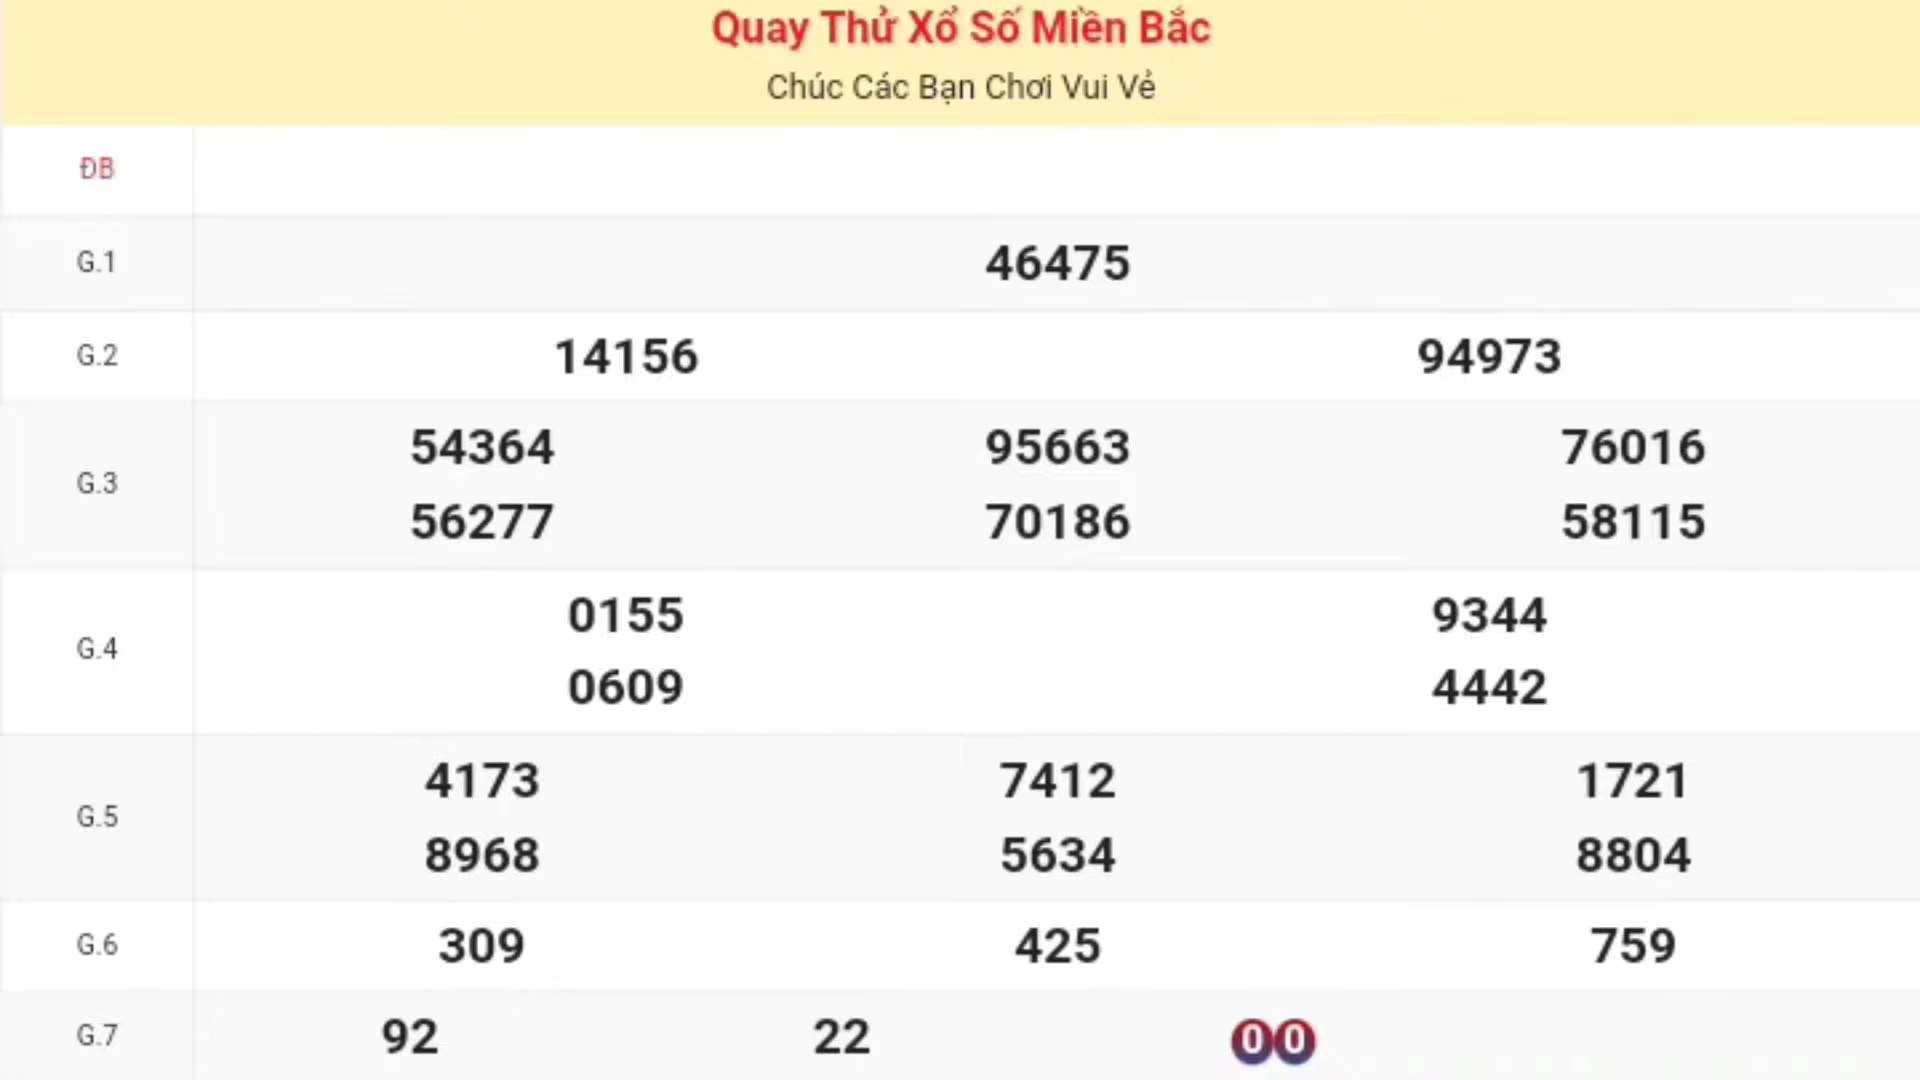 Quay Thử Xổ Số Miền Bắc
Chúc Các Bạn Chơi Vui Vẻ
ĐB
G.1 46475
G.2 14156 94973
G.3 54364 95663 76016
56277 70186 58115
G.4 0155 9344
0609 4442
G.5 4173 7412 1721
8968 5634 8804
G.6 309 425 759
G.7 92 22 00